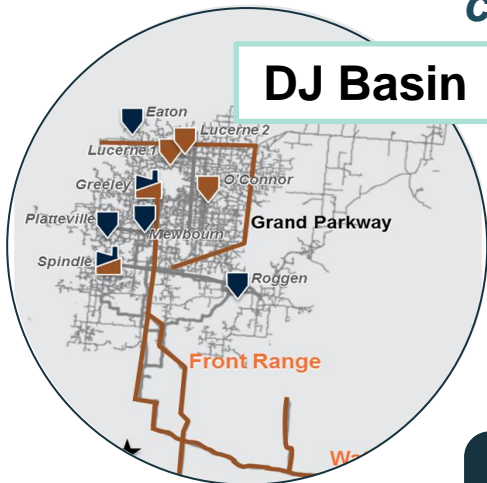 DJ Basin
Eaton
Lucerne 2
Lucerne 1
Greeley
O'Connor
Platteville
Mewbourn
Grand Parkway
Spindle
Roggen
Front Range